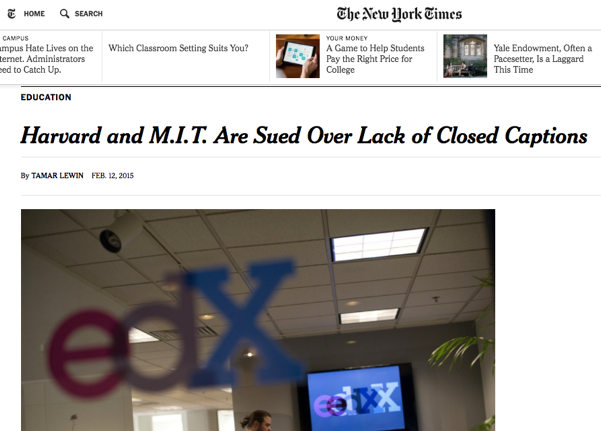 HOME
SEARCH
The New York Times
CAMPUS
ampus Hate Lives on the
ternet. Administrators
eed to Catch Up.
Which Classroom Setting Suits You?
YOUR MONEY
A Game to Help Students
Pay the Right Price for
College
Yale Endowment, Often a
Pacesetter, Is a Laggard
This Time
EDUCATION
Harvard and M.I.T. Are Sued Over Lack of Closed Captions
By TAMAR LEWIN FEB. 12, 2015
edX
edX